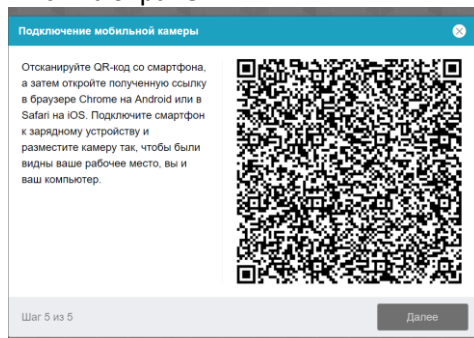 Подключение мобильной камеры
Отсканируйте QR-код со смартфона,
а затем откройте полученную ссылку
в браузере Chrome на Android или в
Safari на iOS. Подключите смартфон
к зарядному устройству и
разместите камеру так, чтобы были
видны ваше рабочее место, вы и
ваш компьютер.
Шаг 5 из 5
Далее